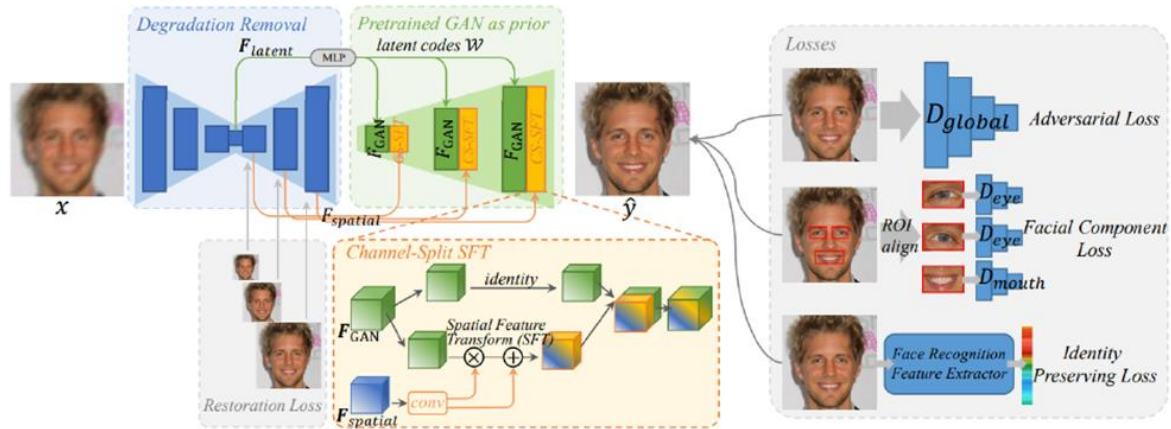 Degradation Removal
Pretrained GAN as prior
F_latent
MLP
latent codes 𝒲
F_GAN
CS-SFT
F_GAN
CS-SFT
F_GAN
CS-SFT
x
F_spatial
ŷ
Restoration Loss
Channel-Split SFT
identity
F_GAN
Spatial Feature
Transform (SFT)
F_spatial
conv
Losses
D_global
Adversarial Loss
ROI
align
D_eye
D_eye
D_mouth
Facial Component
Loss
Face Recognition
Feature Extractor
Identity
Preserving Loss